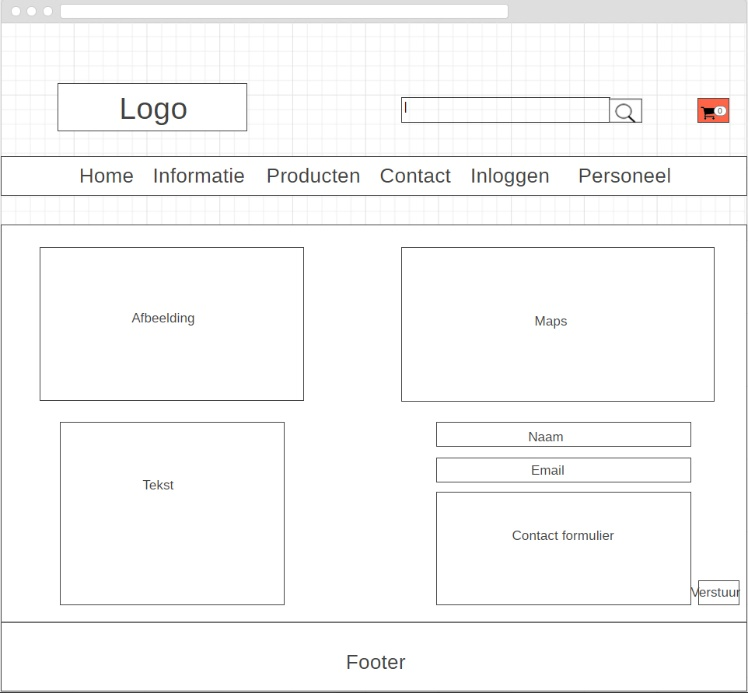 Logo
0
Home Informatie Producten Contact Inloggen Personeel
Afbeelding
Maps
Tekst
Naam
Email
Contact formulier
Verstuur
Footer